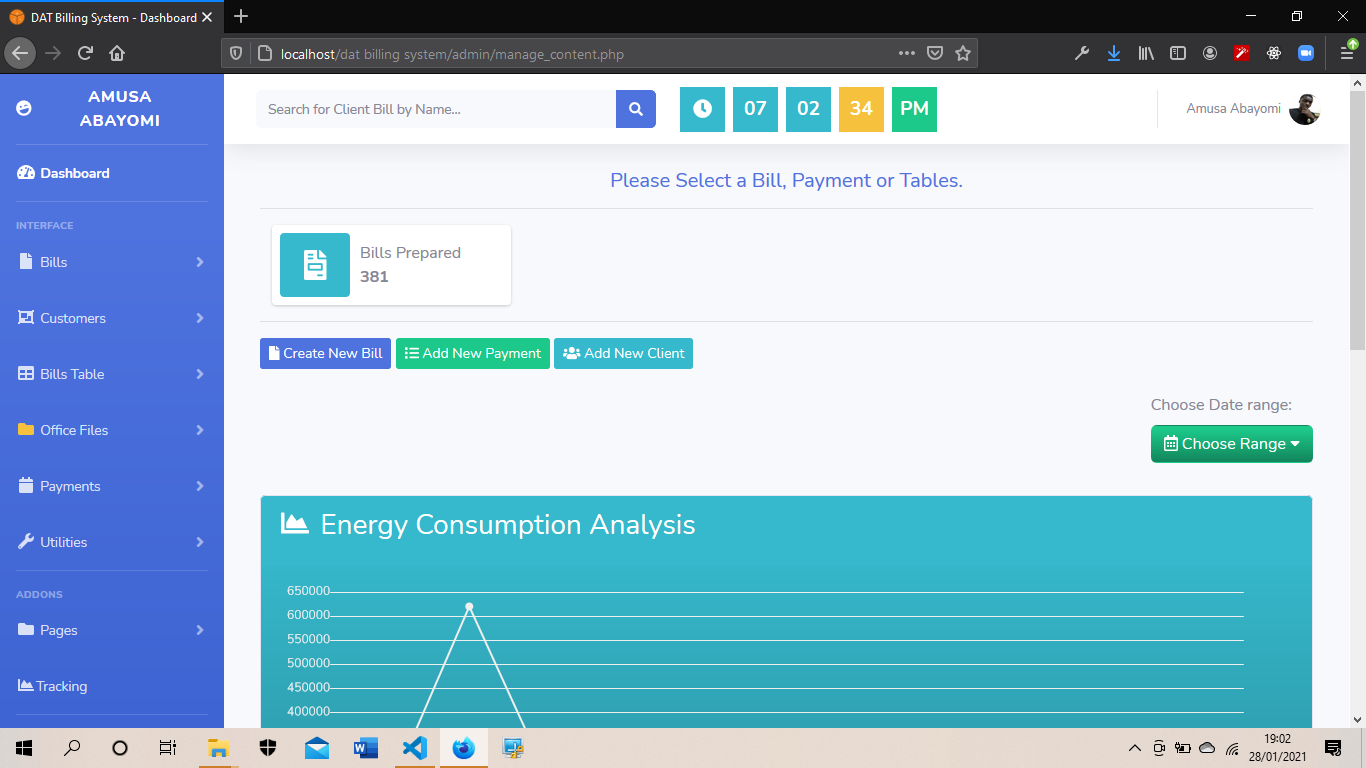 DAT Billing System - Dashboard
localhost/dat billing system/admin/manage_content.php
AMUSA
ABAYOMI
Dashboard
INTERFACE
Bills
Customers
Bills Table
Office Files
Payments
Utilities
ADDONS
Pages
Tracking
Search for Client Bill by Name...
07 02 34 PM
Amusa Abayomi
Please Select a Bill, Payment or Tables.
Bills Prepared
381
Create New Bill Add New Payment Add New Client
Choose Date range:
Choose Range
Energy Consumption Analysis
650000
600000
550000
500000
450000
400000
19:02
28/01/2021